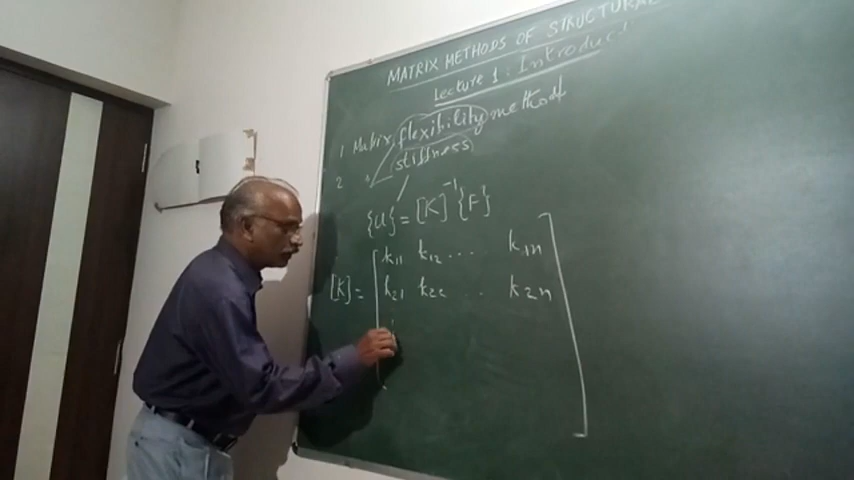 MATRIX METHODS OF STRUCTURAL
Lecture 1: Introduct
1 Matrix flexibility method
2 " stiffness
{U} = [K]⁻¹ {F}
k₁₁ k₁₂ ... k₁ₙ
[K] = k₂₁ k₂₂ . k₂ₙ